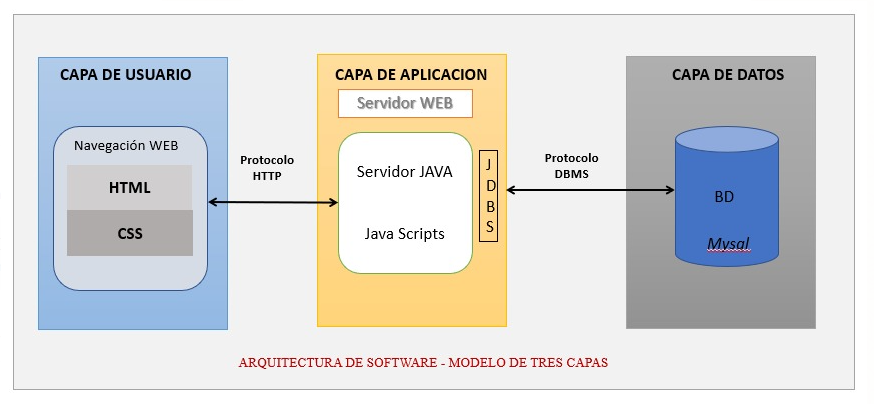 CAPA DE USUARIO
Navegación WEB
HTML
CSS
Protocolo
HTTP
CAPA DE APLICACION
Servidor WEB
Servidor JAVA
Java Scripts
J
D
B
S
Protocolo
DBMS
CAPA DE DATOS
BD
Mysql
ARQUITECTURA DE SOFTWARE - MODELO DE TRES CAPAS